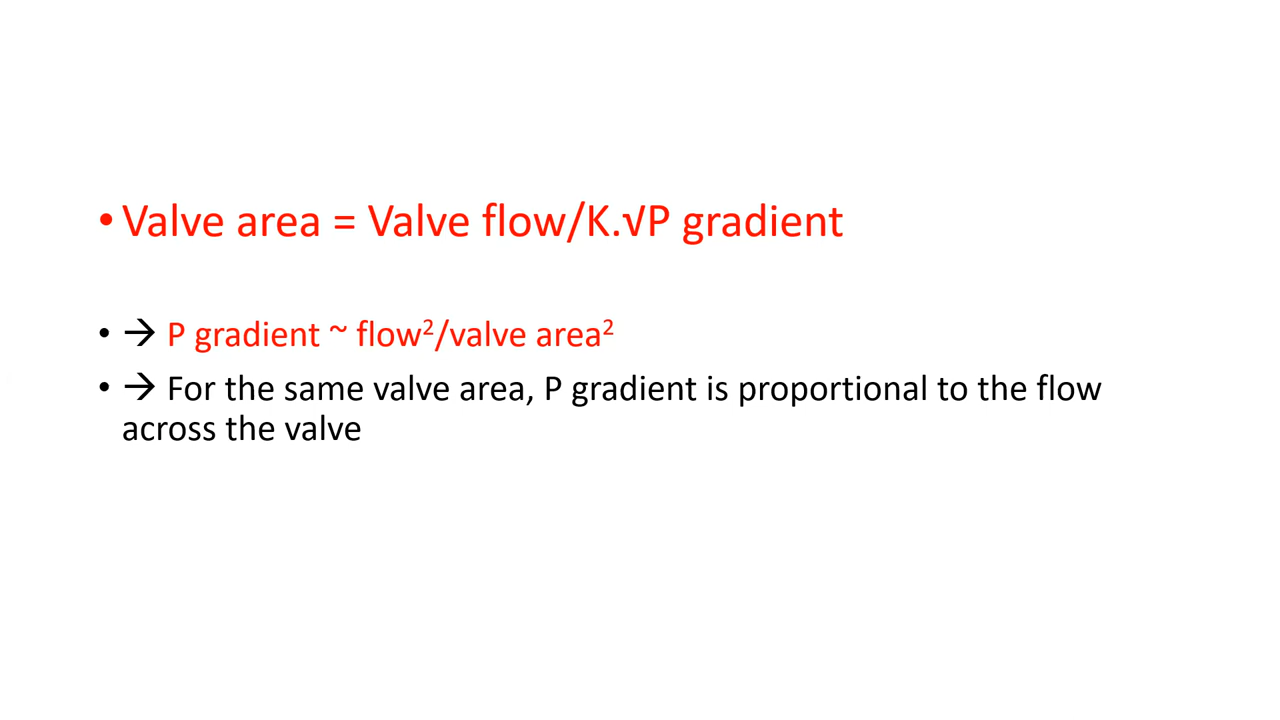 • Valve area = Valve flow/K.√P gradient
• → P gradient ~ flow²/valve area²
• → For the same valve area, P gradient is proportional to the flow
across the valve